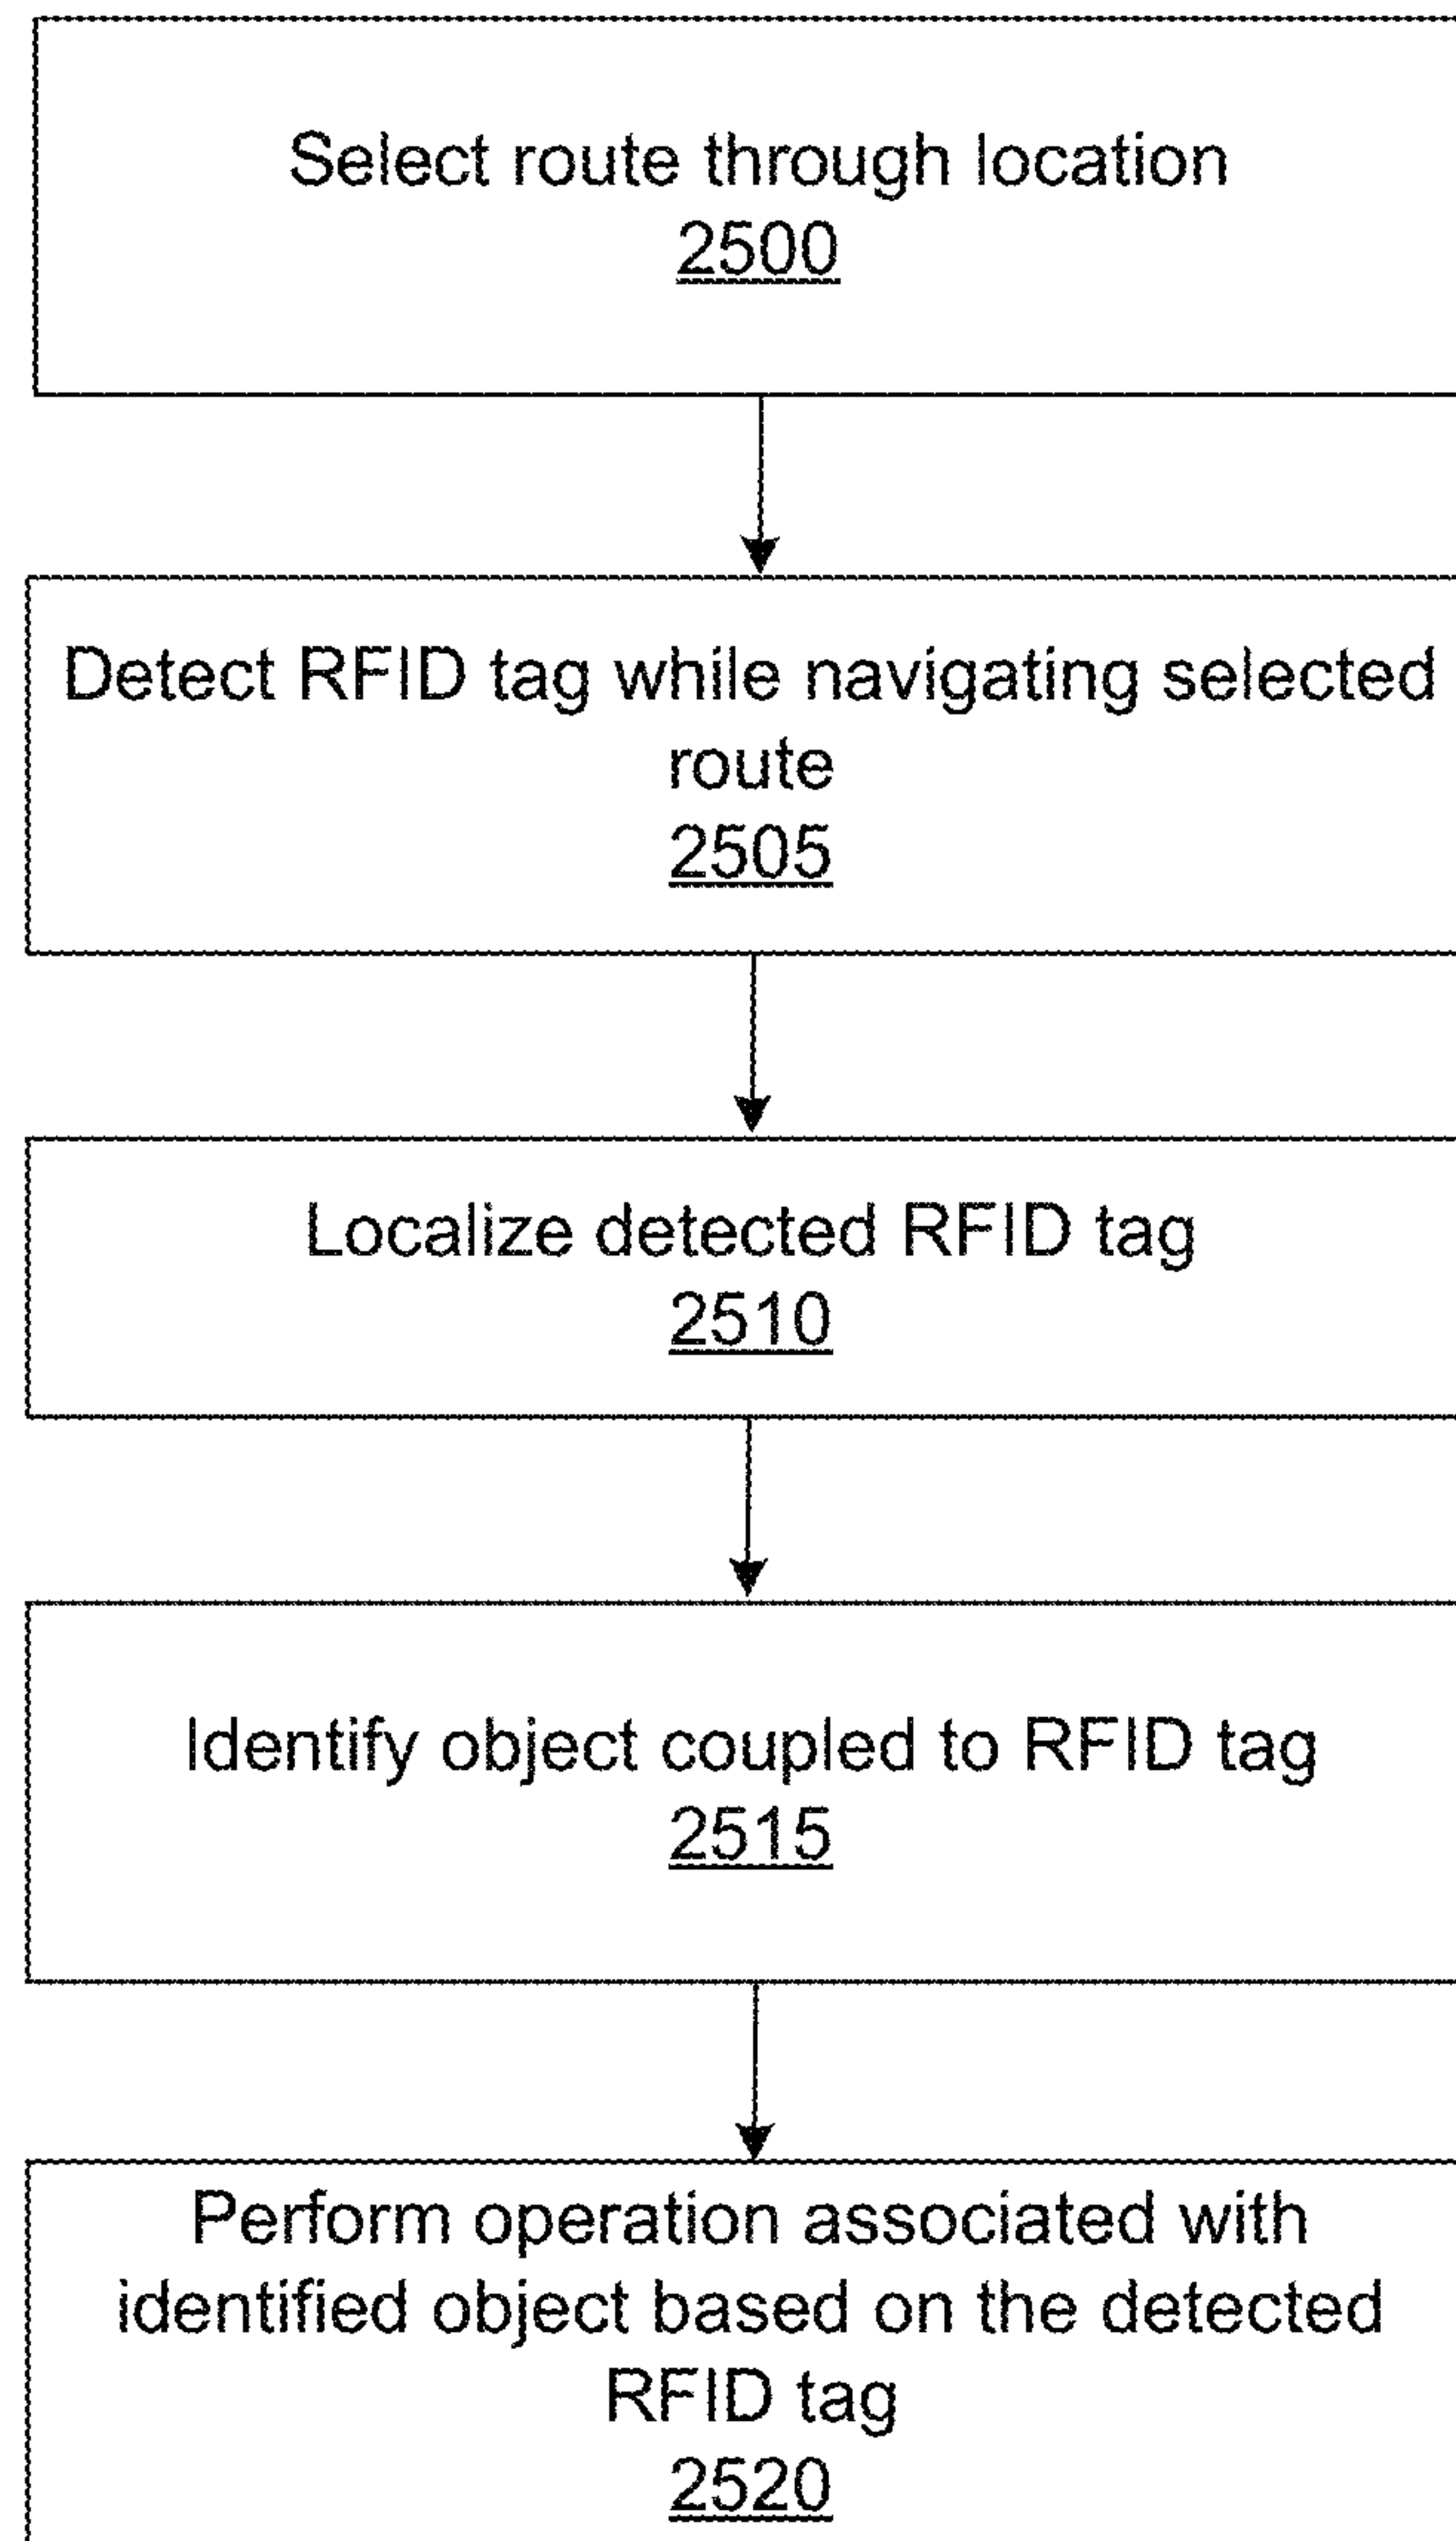 Select route through location
2500
Detect RFID tag while navigating selected
route
2505
Localize detected RFID tag
2510
Identify object coupled to RFID tag
2515
Perform operation associated with
identified object based on the detected
RFID tag
2520